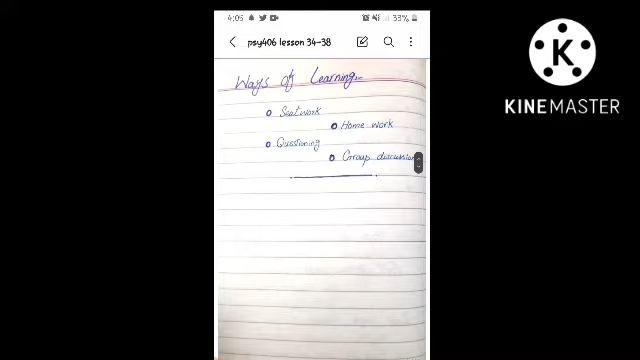 4:05 33%
psy406 lesson 34-38
Ways of Learning..
Seatwork
Home work
Questioning
Group discussion
KINEMASTER